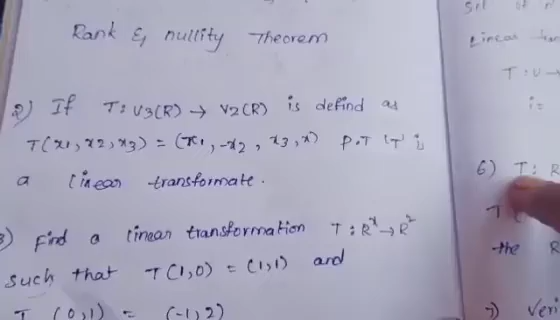 Rank & nullity Theorem
2) If T: V3(R) → V2(R) is defind as
T(x1, x2, x3) = (x1, -x2, x3, x) P.T 'T' is
a linear transformate.
3) Find a linear transformation T: R² → R²
such that T(1,0) = (1,1) and
T (0,1) = (-1,2)
Linear
T: U →
6) T: R
T (
the R
7) Veri